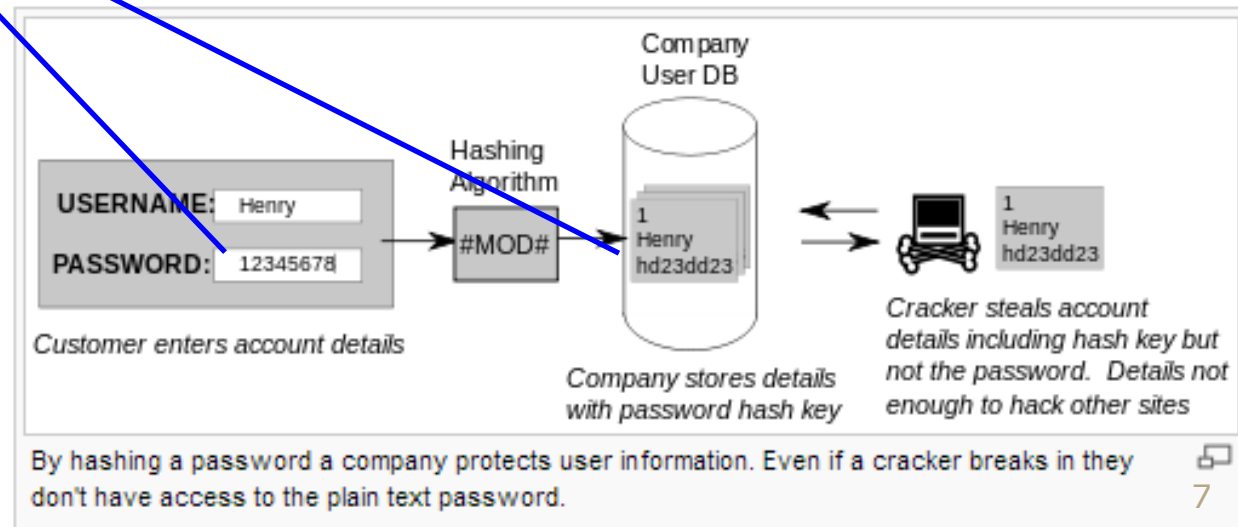 Company
User DB
Hashing
Algorithm
USERNAME: Henry
PASSWORD: 12345678
#MOD#
1
Henry
hd23dd23
1
Henry
hd23dd23
Customer enters account details
Company stores details
with password hash key
Cracker steals account
details including hash key but
not the password. Details not
enough to hack other sites
By hashing a password a company protects user information. Even if a cracker breaks in they
don't have access to the plain text password.
7